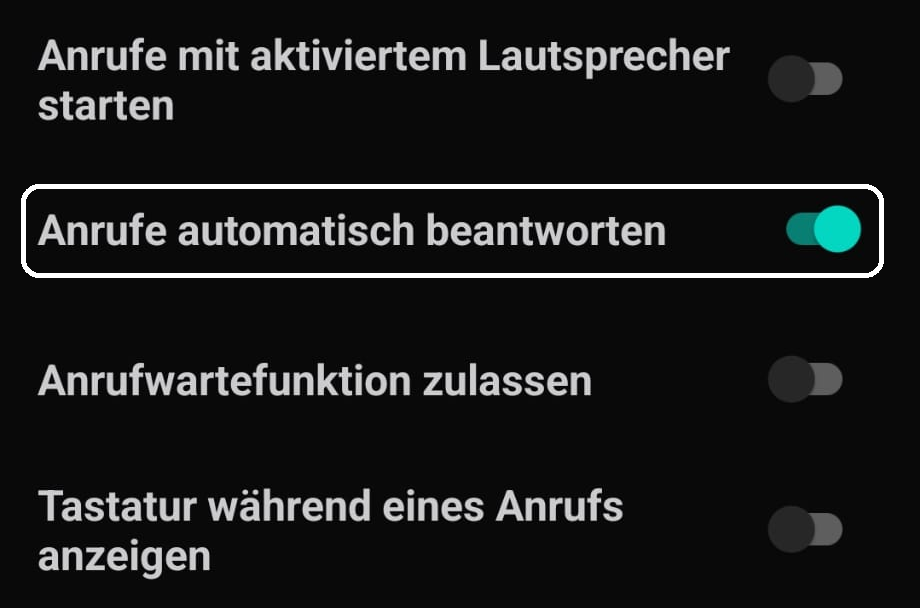 Anrufe mit aktiviertem Lautsprecher
starten
Anrufe automatisch beantworten
Anrufwartefunktion zulassen
Tastatur während eines Anrufs
anzeigen